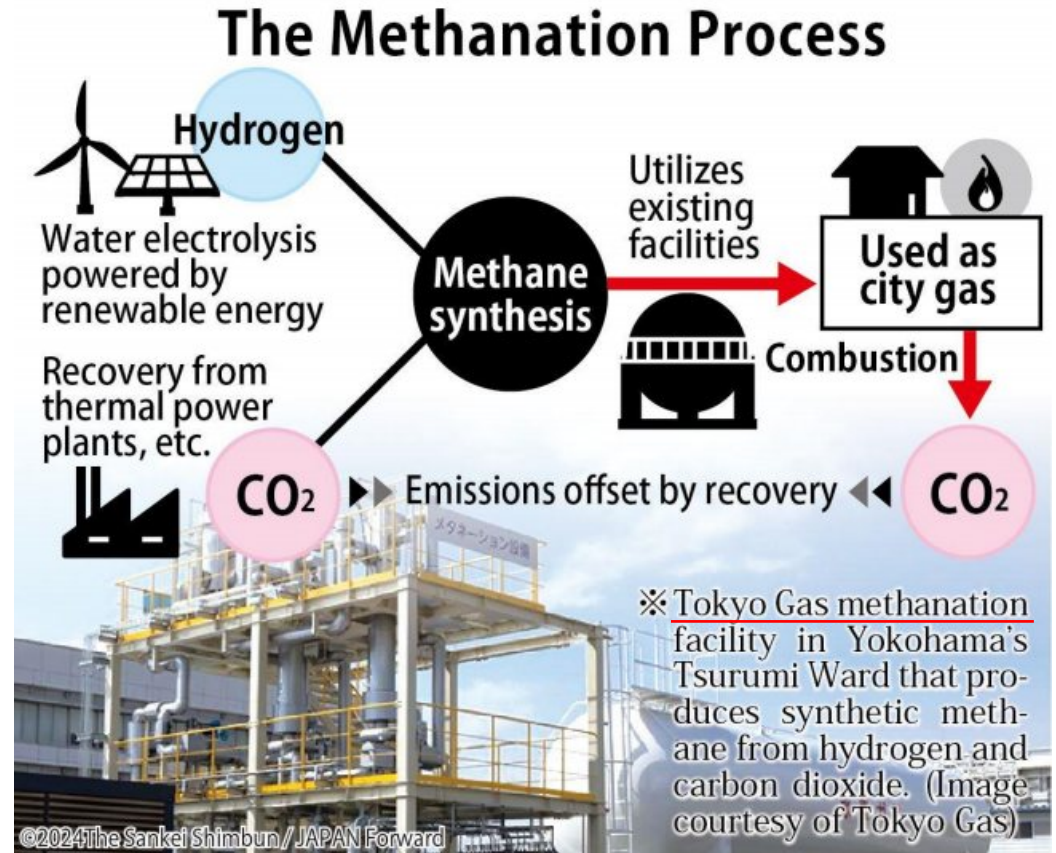 The Methanation Process
Hydrogen
Water electrolysis
powered by
renewable energy
Recovery from
thermal power
plants, etc.
CO₂
Methane
synthesis
Utilizes
existing
facilities
Used as
city gas
Combustion
CO₂
Emissions offset by recovery
メタネーション設備
※Tokyo Gas methanation
facility in Yokohama's
Tsurumi Ward that pro-
duces synthetic meth-
ane from hydrogen and
carbon dioxide. (Image
courtesy of Tokyo Gas)
©2024The Sankei Shimbun / JAPAN Forward